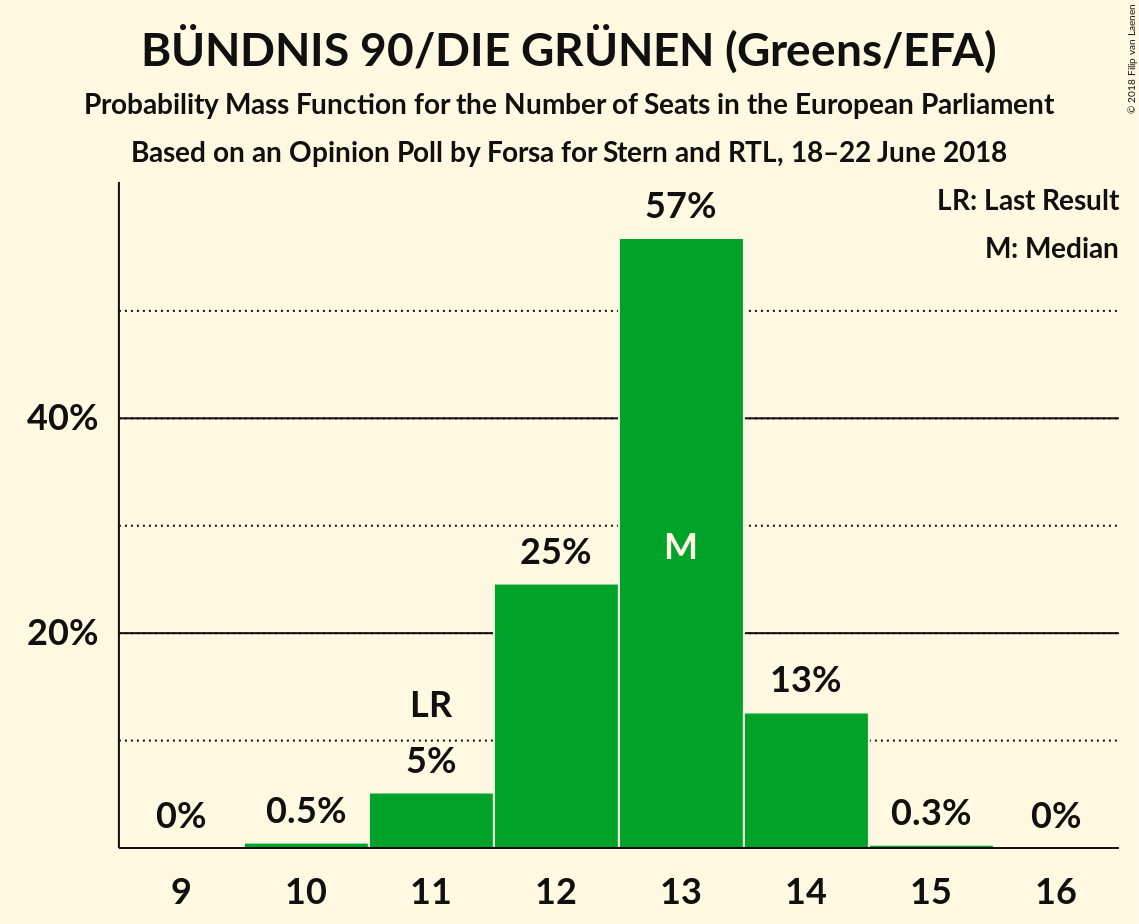 BÜNDNIS 90/DIE GRÜNEN (Greens/EFA)
Probability Mass Function for the Number of Seats in the European Parliament
Based on an Opinion Poll by Forsa for Stern and RTL, 18–22 June 2018
© 2018 Filip van Laenen
LR: Last Result
M: Median
57%
40%
25%
M
20%
13%
LR
5%
0%
0.5%
0.3%
0%
9 10 11 12 13 14 15 16